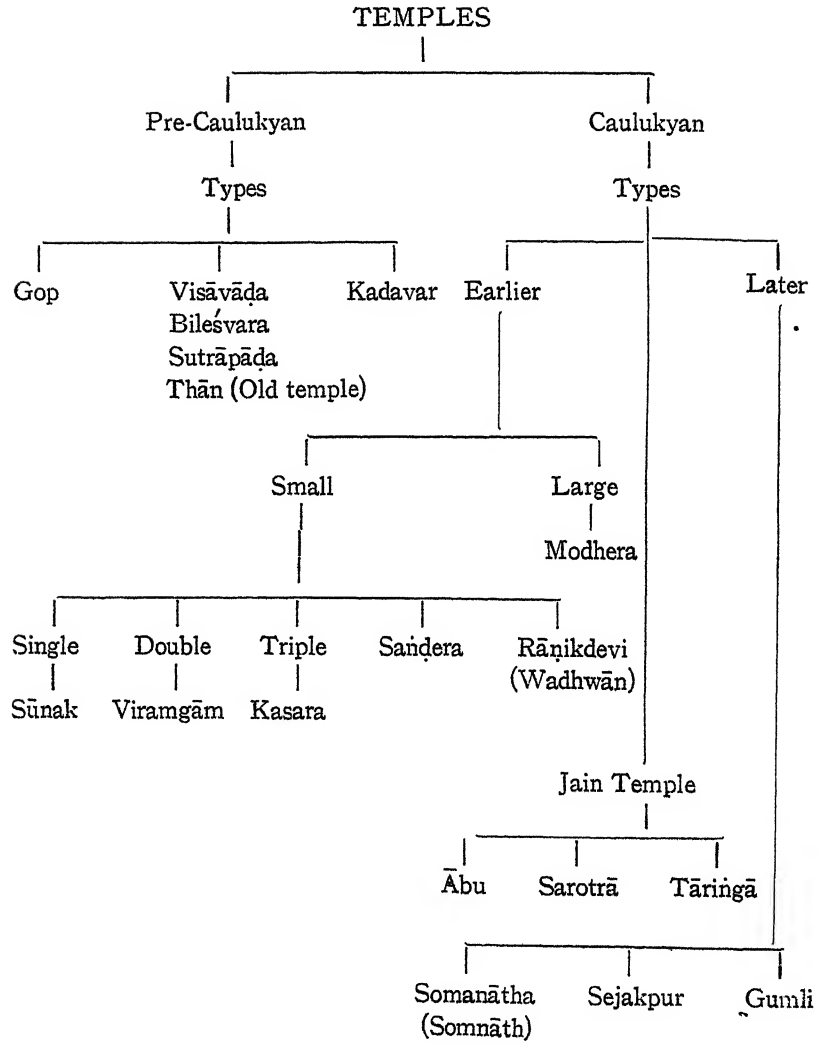 TEMPLES
Pre-Caulukyan Caulukyan
Types Types
Gop Visāvāḍa Kadavar Earlier Later
Bileśvara
Sutrāpāḍa
Thān (Old temple)
Small Large
Modhera
Single Double Triple Saṅḍera Rāṇikdevi
(Wadhwān)
Sūnak Viramgām Kasara
Jain Temple
Ābu Sarotrā Tāriṅgā
Somanātha Sejakpur Gumli
(Somnāth)